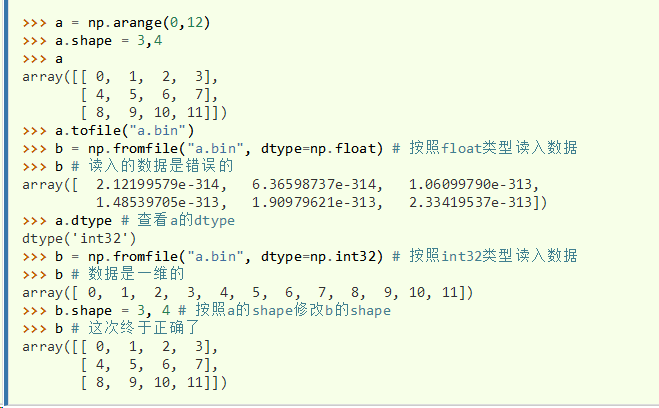 >>> a = np.arange(0,12)
>>> a.shape = 3,4
>>> a
array([[ 0,  1,  2,  3],
       [ 4,  5,  6,  7],
       [ 8,  9, 10, 11]])
>>> a.tofile("a.bin")
>>> b = np.fromfile("a.bin", dtype=np.float) # 按照float类型读入数据
>>> b # 读入的数据是错误的
array([  2.12199579e-314,   6.36598737e-314,   1.06099790e-313,
         1.48539705e-313,   1.90979621e-313,   2.33419537e-313])
>>> a.dtype # 查看a的dtype
dtype('int32')
>>> b = np.fromfile("a.bin", dtype=np.int32) # 按照int32类型读入数据
>>> b # 数据是一维的
array([ 0,  1,  2,  3,  4,  5,  6,  7,  8,  9, 10, 11])
>>> b.shape = 3, 4 # 按照a的shape修改b的shape
>>> b # 这次终于正确了
array([[ 0,  1,  2,  3],
       [ 4,  5,  6,  7],
       [ 8,  9, 10, 11]])